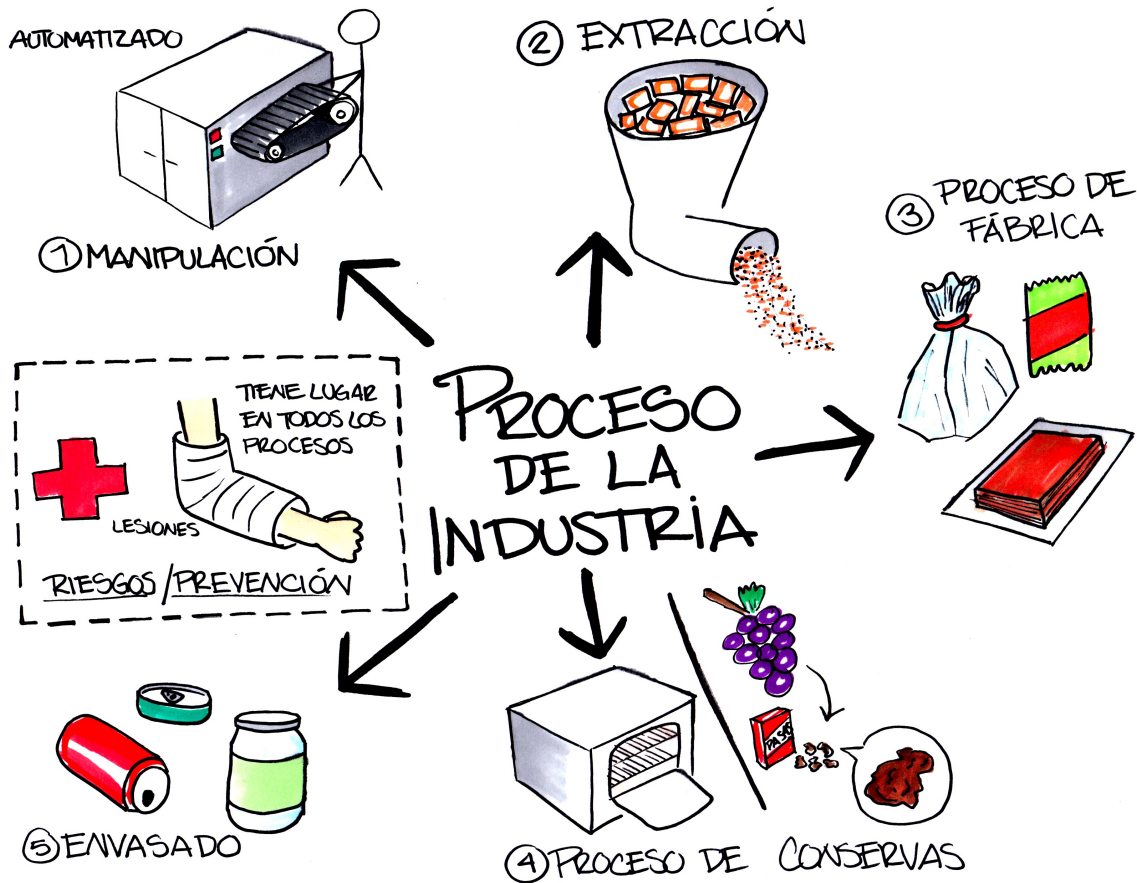 PROCESO
DE LA
INDUSTRIA
AUTOMATIZADO
① MANIPULACIÓN
② EXTRACCIÓN
③ PROCESO DE
FÁBRICA
PASAS
④ PROCESO DE CONSERVAS
⑤ ENVASADO
TIENE LUGAR
EN TODOS LOS
PROCESOS
LESIONES
RIESGOS/PREVENCIÓN